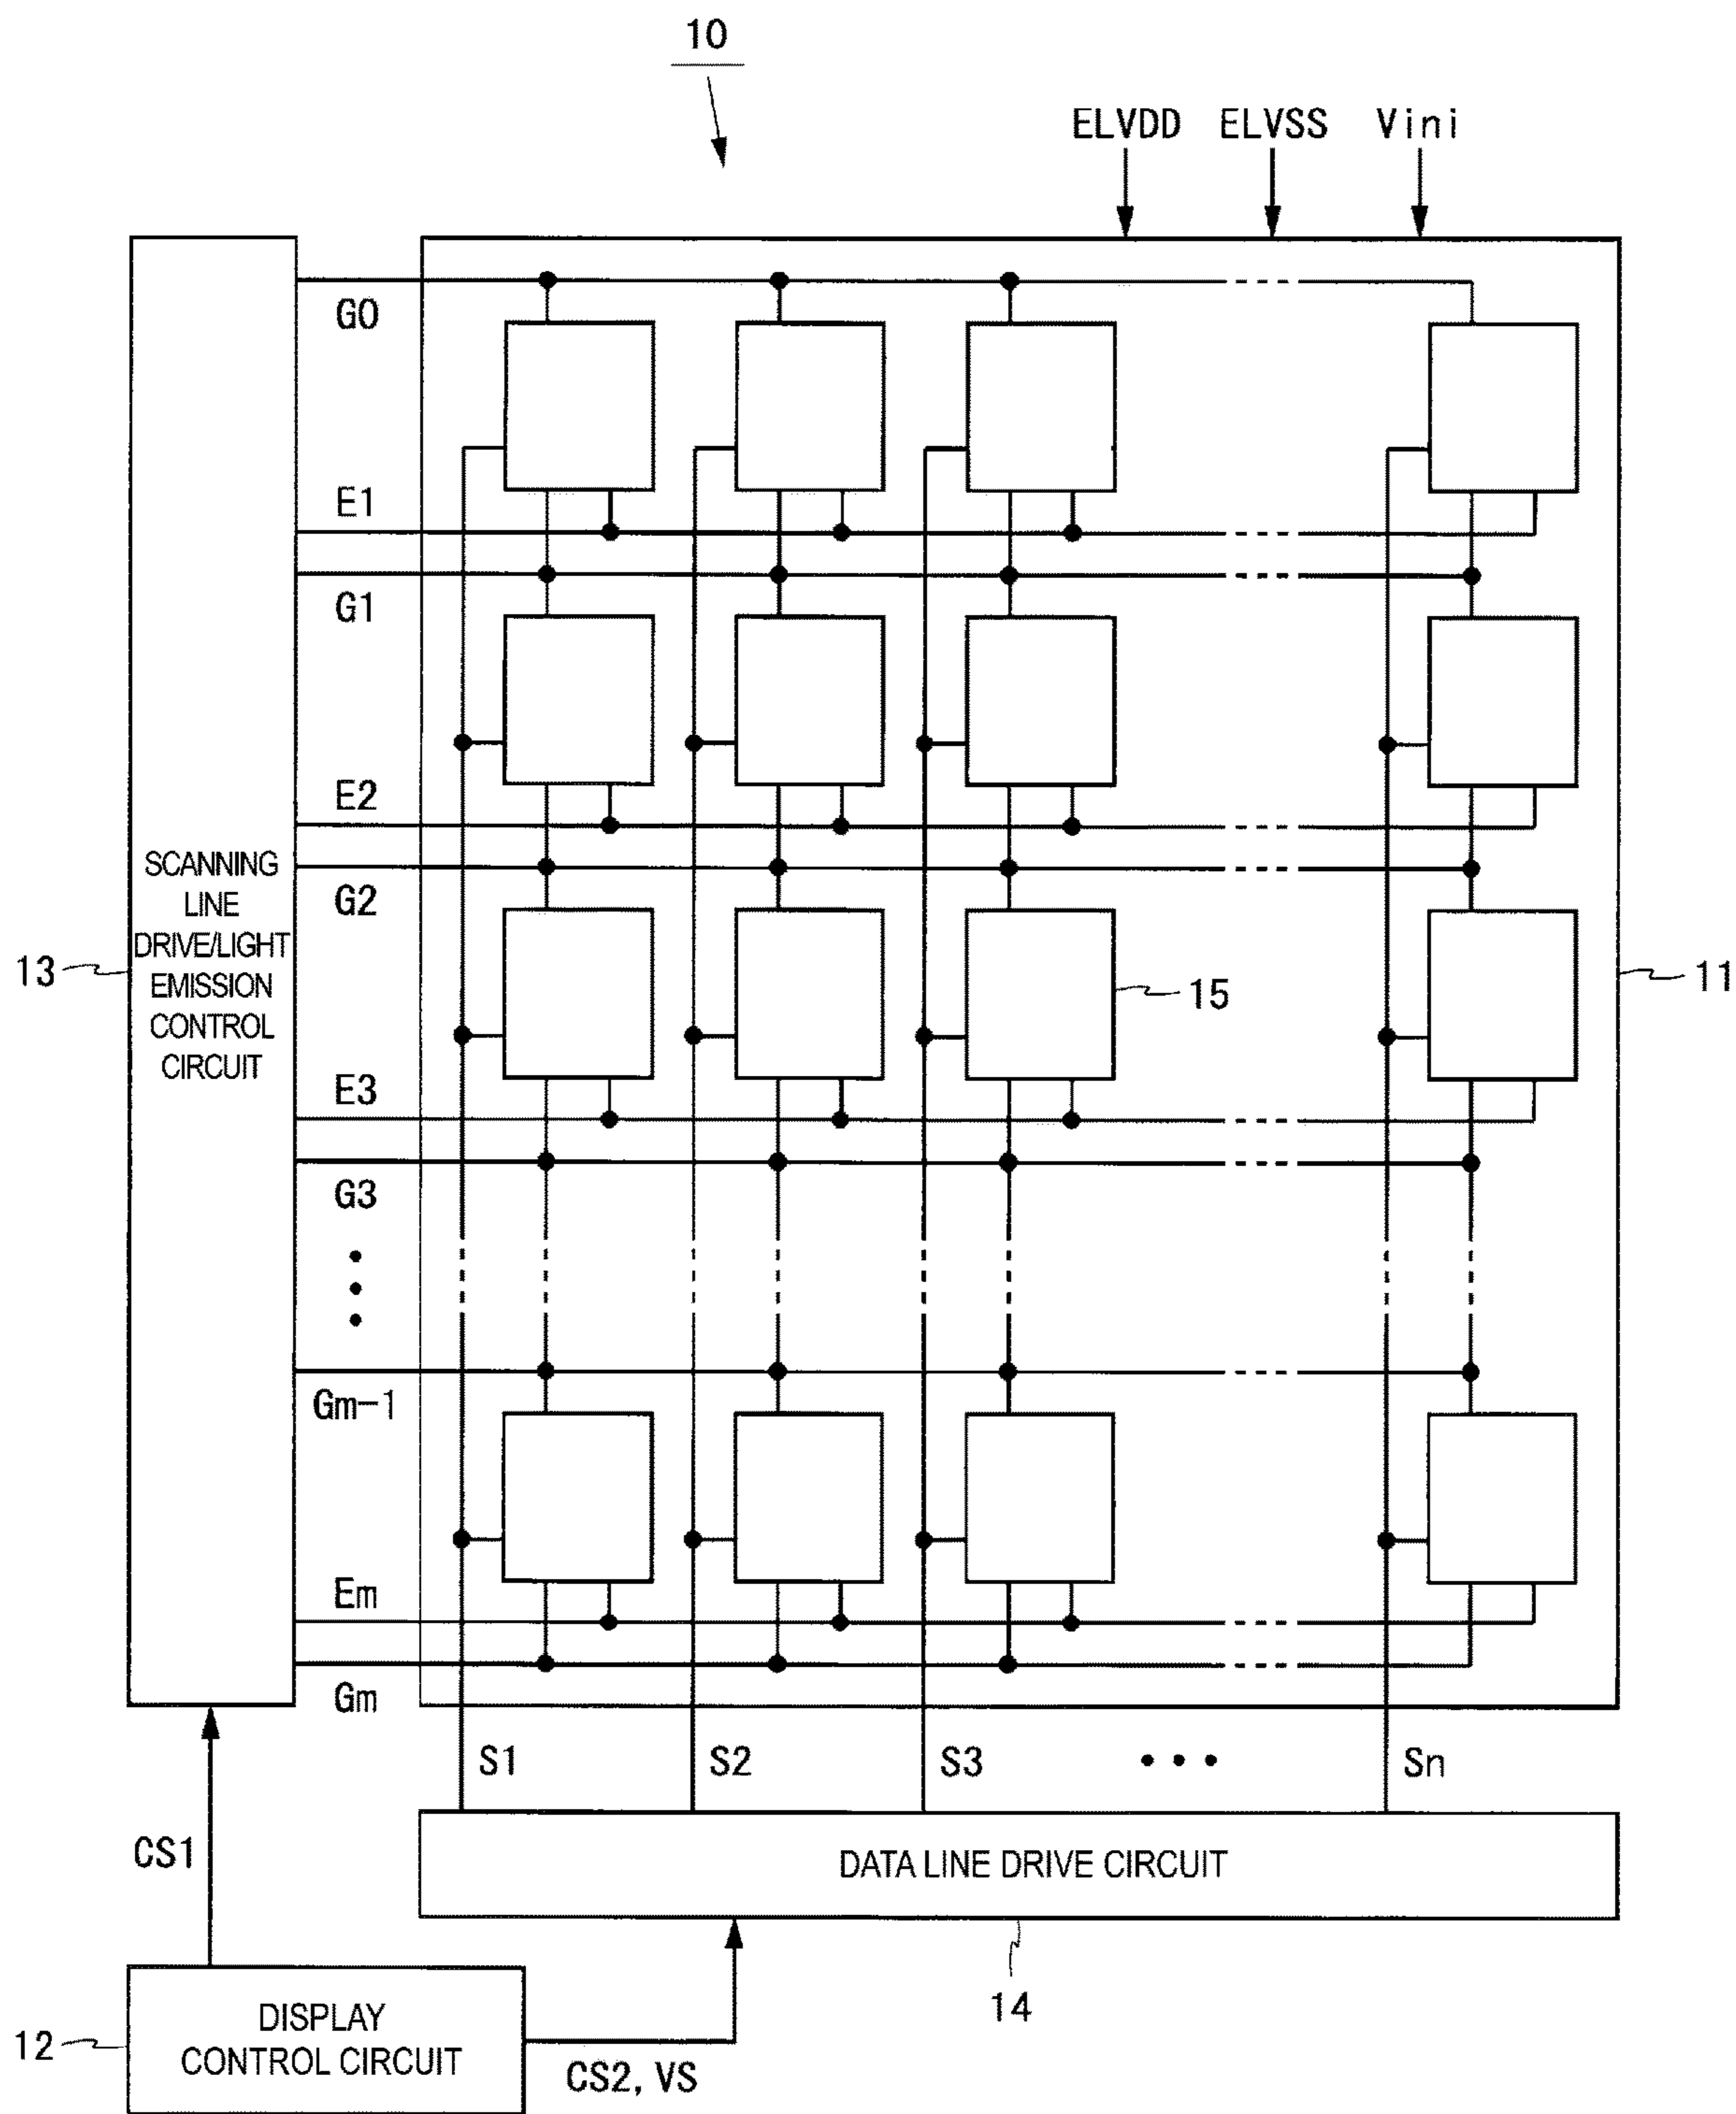 10
ELVDD ELVSS Vini
G0
E1
G1
E2
SCANNING
LINE
DRIVE/LIGHT
EMISSION
CONTROL
CIRCUIT
G2
13
15
11
E3
G3
Gm-1
Em
Gm
S1 S2 S3 ••• Sn
CS1
DATA LINE DRIVE CIRCUIT
14
12
DISPLAY
CONTROL CIRCUIT
CS2, VS